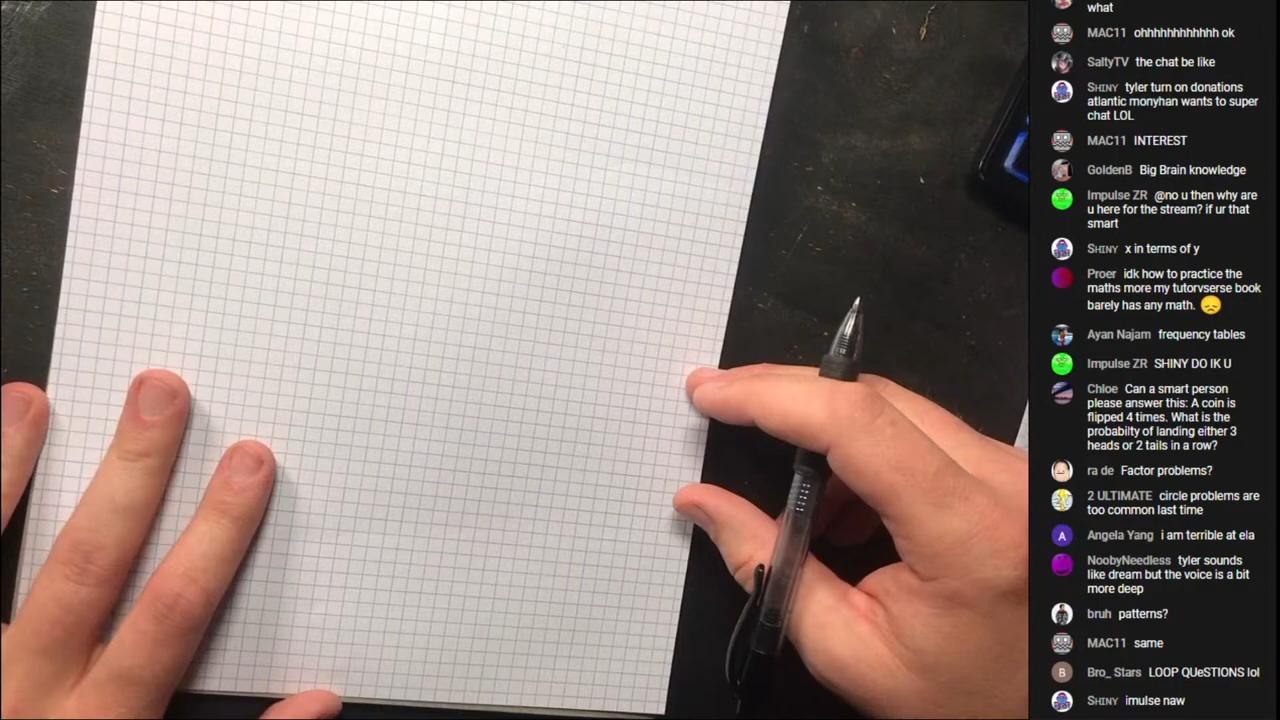 what
MAC11 ohhhhhhhhhhh ok
SaltyTV the chat be like
SHINY tyler turn on donations
atlantic monyhan wants to super
chat LOL
MAC11 INTEREST
GoldenB Big Brain knowledge
Impulse ZR @no u then why are
u here for the stream? if ur that
smart
SHINY x in terms of y
Proer idk how to practice the
maths more my tutorvserse book
barely has any math. 😞
Ayan Najam frequency tables
Impulse ZR SHINY DO IK U
Chloe Can a smart person
please answer this: A coin is
flipped 4 times. What is the
probabilty of landing either 3
heads or 2 tails in a row?
ra de Factor problems?
2 ULTIMATE circle problems are
too common last time
A Angela Yang i am terrible at ela
NoobyNeedless tyler sounds
like dream but the voice is a bit
more deep
bruh patterns?
MAC11 same
B Bro_ Stars LOOP QUeSTIONS lol
SHINY imulse naw